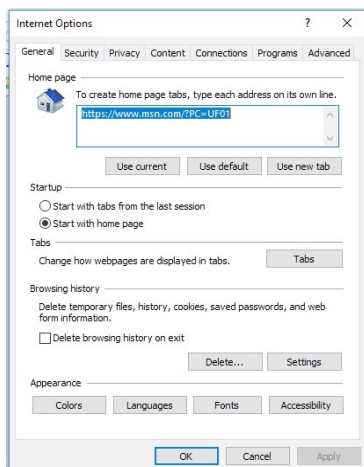 Internet Options ? X
General Security Privacy Content Connections Programs Advanced
Home page
To create home page tabs, type each address on its own line.
https://www.msn.com/?PC=UF01
Use current Use default Use new tab
Startup
Start with tabs from the last session
Start with home page
Tabs
Change how webpages are displayed in tabs. Tabs
Browsing history
Delete temporary files, history, cookies, saved passwords, and web
form information.
Delete browsing history on exit
Delete... Settings
Appearance
Colors Languages Fonts Accessibility
OK Cancel Apply